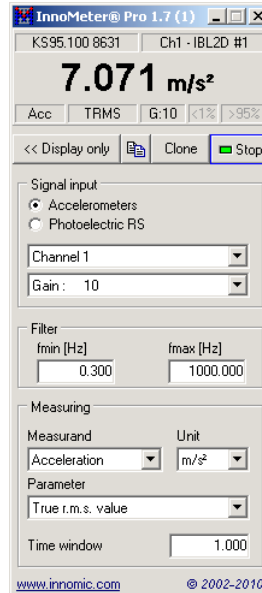 InnoMeter® Pro 1.7 (1)
KS95.100 8631 Ch1 - IBL2D #1
7.071 m/s²
Acc TRMS G:10 <1% >95%
<< Display only Clone Stop
Signal input
Accelerometers
Photoelectric RS
Channel 1
Gain : 10
Filter
fmin [Hz] fmax [Hz]
0.300 1000.000
Measuring
Measurand Unit
Acceleration m/s²
Parameter
True r.m.s. value
Time window 1.000
www.innomic.com © 2002-2010